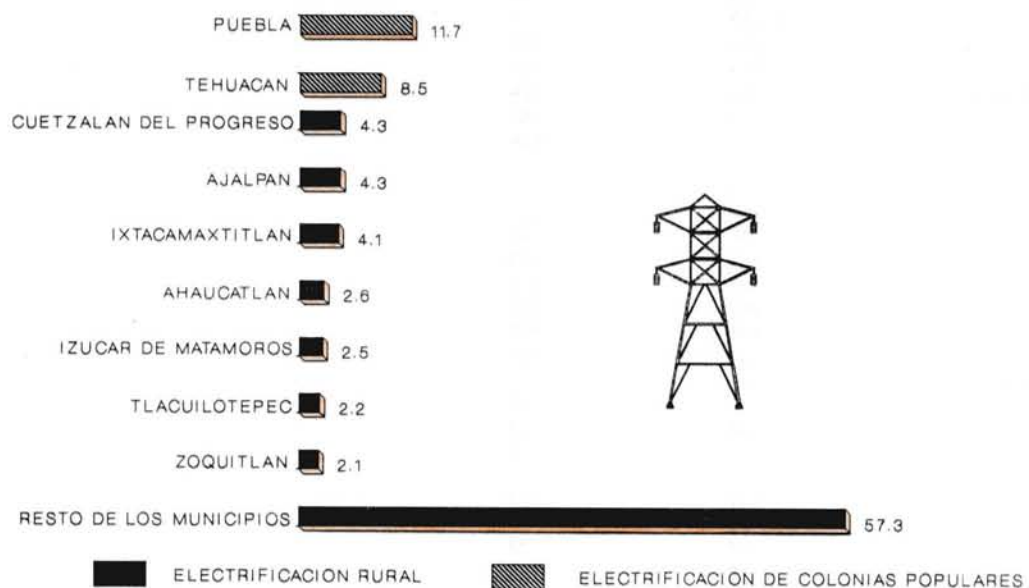 PUEBLA 11.7
TEHUACAN 8.5
CUETZALAN DEL PROGRESO 4.3
AJALPAN 4.3
IXTACAMAXTITLAN 4.1
AHAUCATLAN 2.6
IZUCAR DE MATAMOROS 2.5
TLACUILOTEPEC 2.2
ZOQUITLAN 2.1
RESTO DE LOS MUNICIPIOS 57.3
ELECTRIFICACION RURAL ELECTRIFICACION DE COLONIAS POPULARES